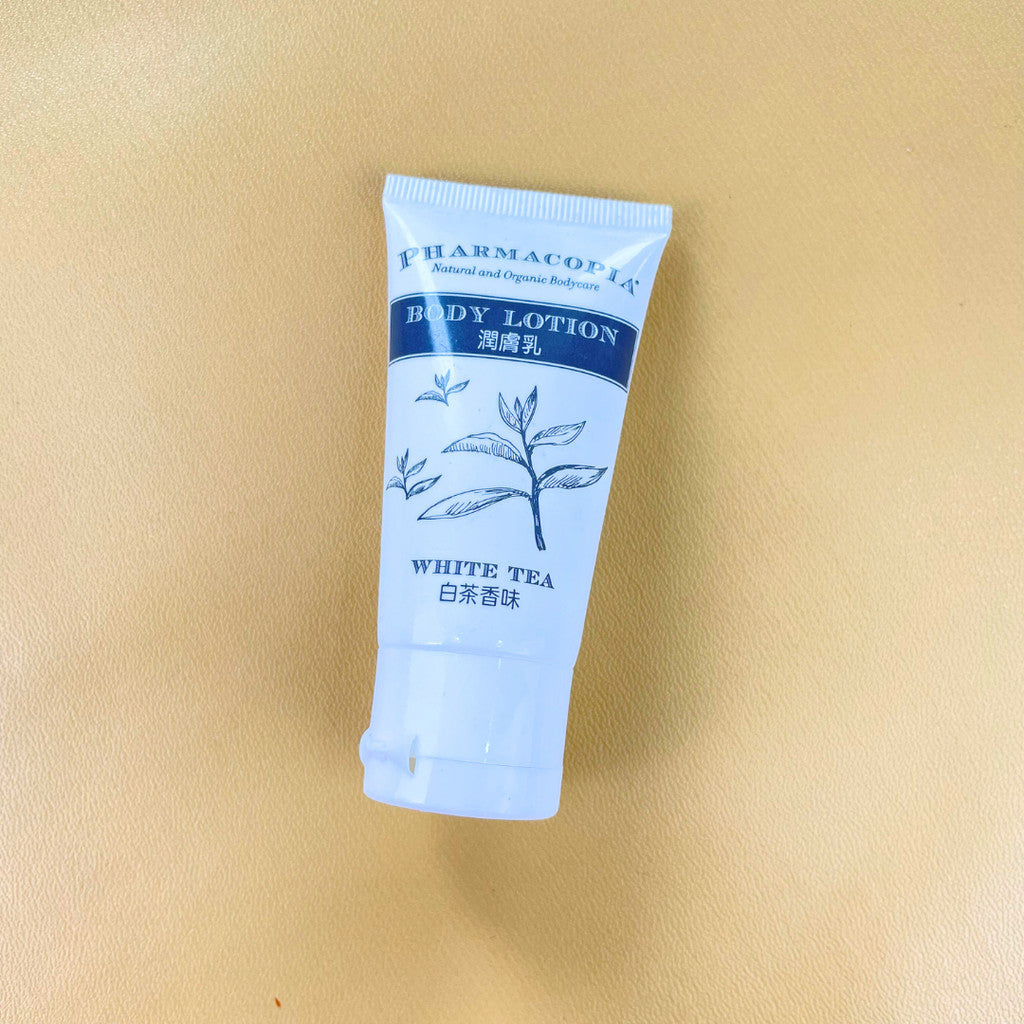 PHARMACOPIA
Natural and Organic Bodycare
BODY LOTION
潤膚乳
WHITE TEA
白茶香味